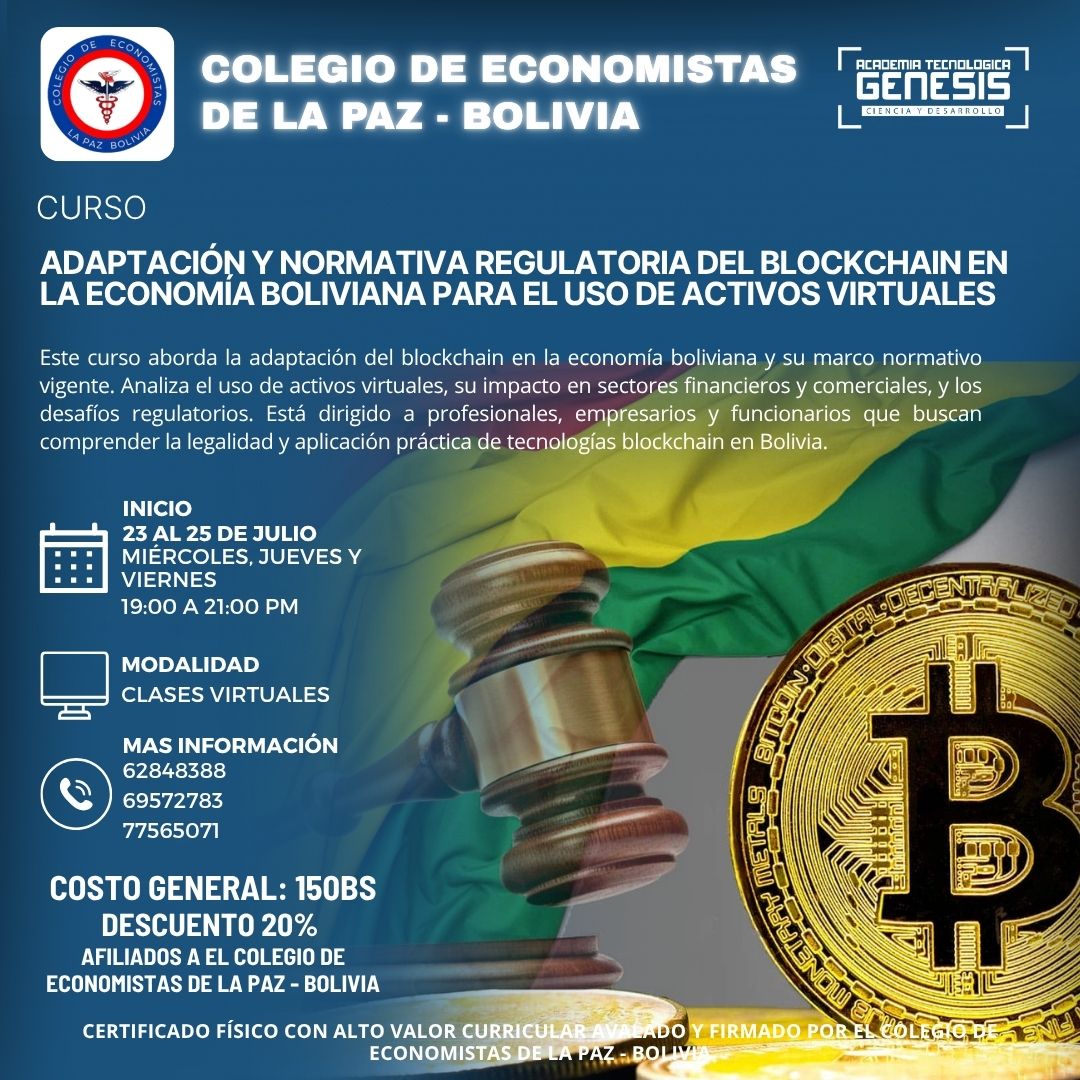 COLEGIO DE ECONOMISTAS
LA PAZ BOLIVIA
COLEGIO DE ECONOMISTAS
DE LA PAZ - BOLIVIA
ACADEMIA TECNOLOGICA
GENESIS
CIENCIA Y DESARROLLO
CURSO
ADAPTACIÓN Y NORMATIVA REGULATORIA DEL BLOCKCHAIN EN
LA ECONOMÍA BOLIVIANA PARA EL USO DE ACTIVOS VIRTUALES
Este curso aborda la adaptación del blockchain en la economía boliviana y su marco normativo
vigente. Analiza el uso de activos virtuales, su impacto en sectores financieros y comerciales, y los
desafíos regulatorios. Está dirigido a profesionales, empresarios y funcionarios que buscan
comprender la legalidad y aplicación práctica de tecnologías blockchain en Bolivia.
INICIO
23 AL 25 DE JULIO
MIÉRCOLES, JUEVES Y
VIERNES
19:00 A 21:00 PM
MODALIDAD
CLASES VIRTUALES
MAS INFORMACIÓN
62848388
69572783
77565071
COSTO GENERAL: 150BS
DESCUENTO 20%
AFILIADOS A EL COLEGIO DE
ECONOMISTAS DE LA PAZ - BOLIVIA
BITCOIN·DIGITAL·DECENTRALIZED
MONETARY METALS
CERTIFICADO FÍSICO CON ALTO VALOR CURRICULAR AVALADO Y FIRMADO POR EL COLEGIO DE
ECONOMISTAS DE LA PAZ - BOLIVIA